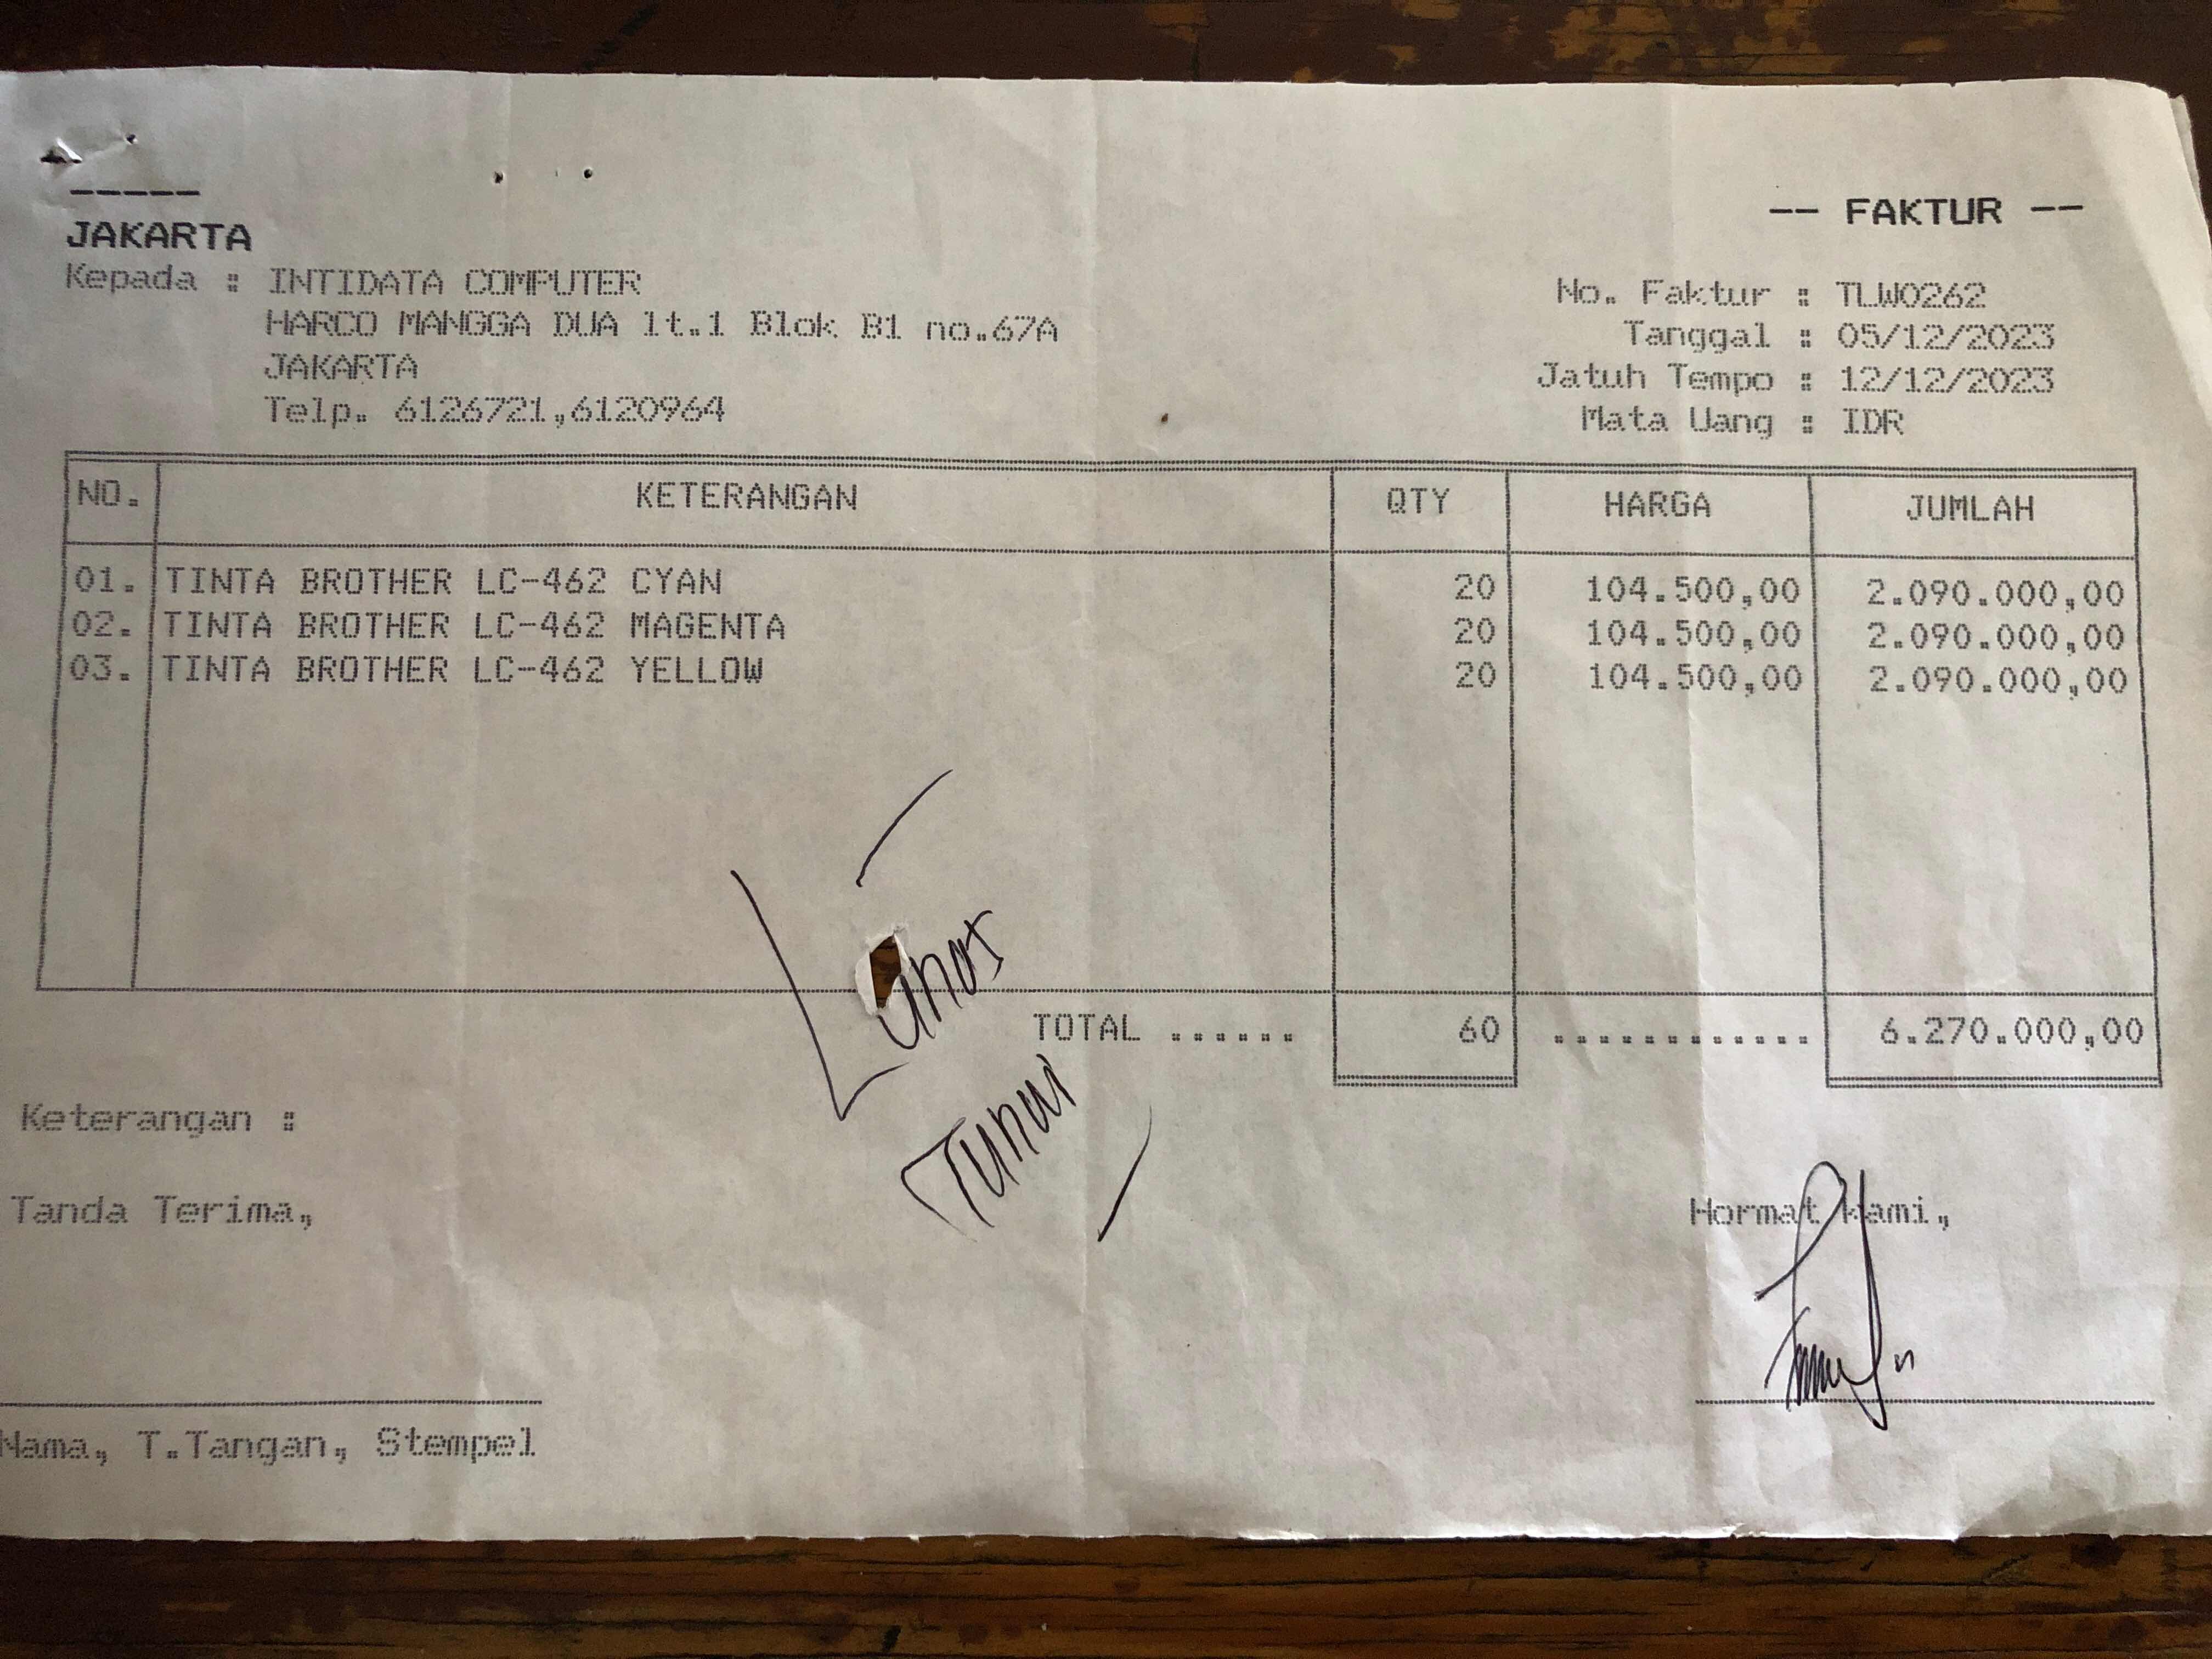 -----
JAKARTA
-- FAKTUR --
Kepada : INTIDATA COMPUTER
HARCO MANGGA DUA lt.1 Blok B1 no.67A
JAKARTA
Telp. 6126721,6120964
No. Faktur : TLW0262
Tanggal : 05/12/2023
Jatuh Tempo : 12/12/2023
Mata Uang : IDR
NO. KETERANGAN QTY HARGA JUMLAH
01. TINTA BROTHER LC-462 CYAN 20 104.500,00 2.090.000,00
02. TINTA BROTHER LC-462 MAGENTA 20 104.500,00 2.090.000,00
03. TINTA BROTHER LC-462 YELLOW 20 104.500,00 2.090.000,00
Lunas
Tunai
TOTAL ...... 60 ............ 6.270.000,00
Keterangan :
Tanda Terima,
Hormat Kami,
Nama, T.Tangan, Stempel